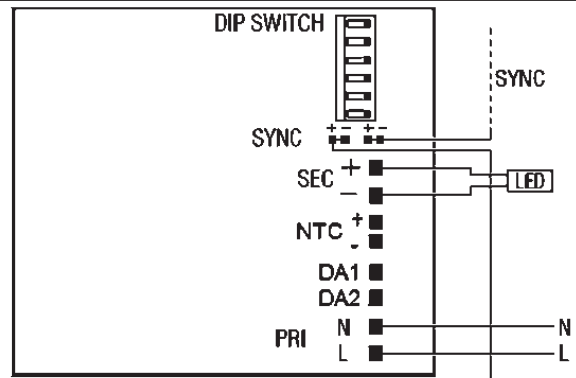 DIP SWITCH
SYNC
+ - + -
SYNC
SEC +
-
LED
NTC +
-
DA1
DA2
PRI N N
L L